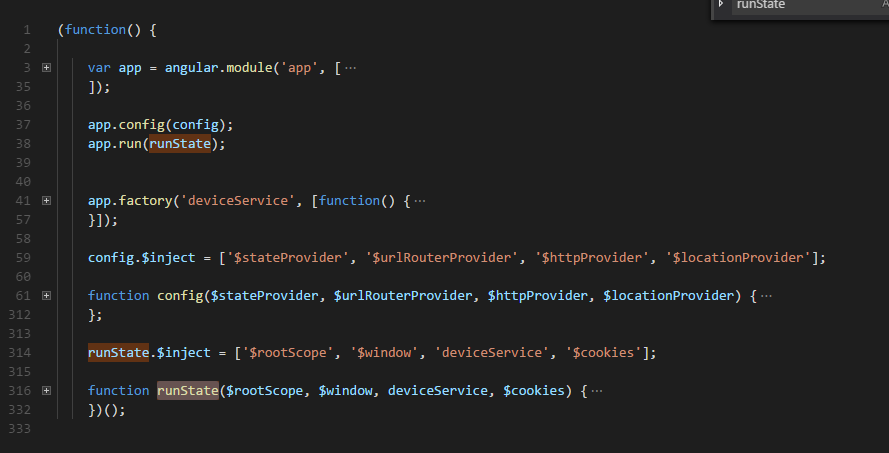 runState
1 (function() {
2
3 var app = angular.module('app', [ ⋯
35 ]);
36
37 app.config(config);
38 app.run(runState);
39
40
41 app.factory('deviceService', [function() { ⋯
57 }]);
58
59 config.$inject = ['$stateProvider', '$urlRouterProvider', '$httpProvider', '$locationProvider'];
60
61 function config($stateProvider, $urlRouterProvider, $httpProvider, $locationProvider) { ⋯
312 };
313
314 runState.$inject = ['$rootScope', '$window', 'deviceService', '$cookies'];
315
316 function runState($rootScope, $window, deviceService, $cookies) { ⋯
332 })();
333